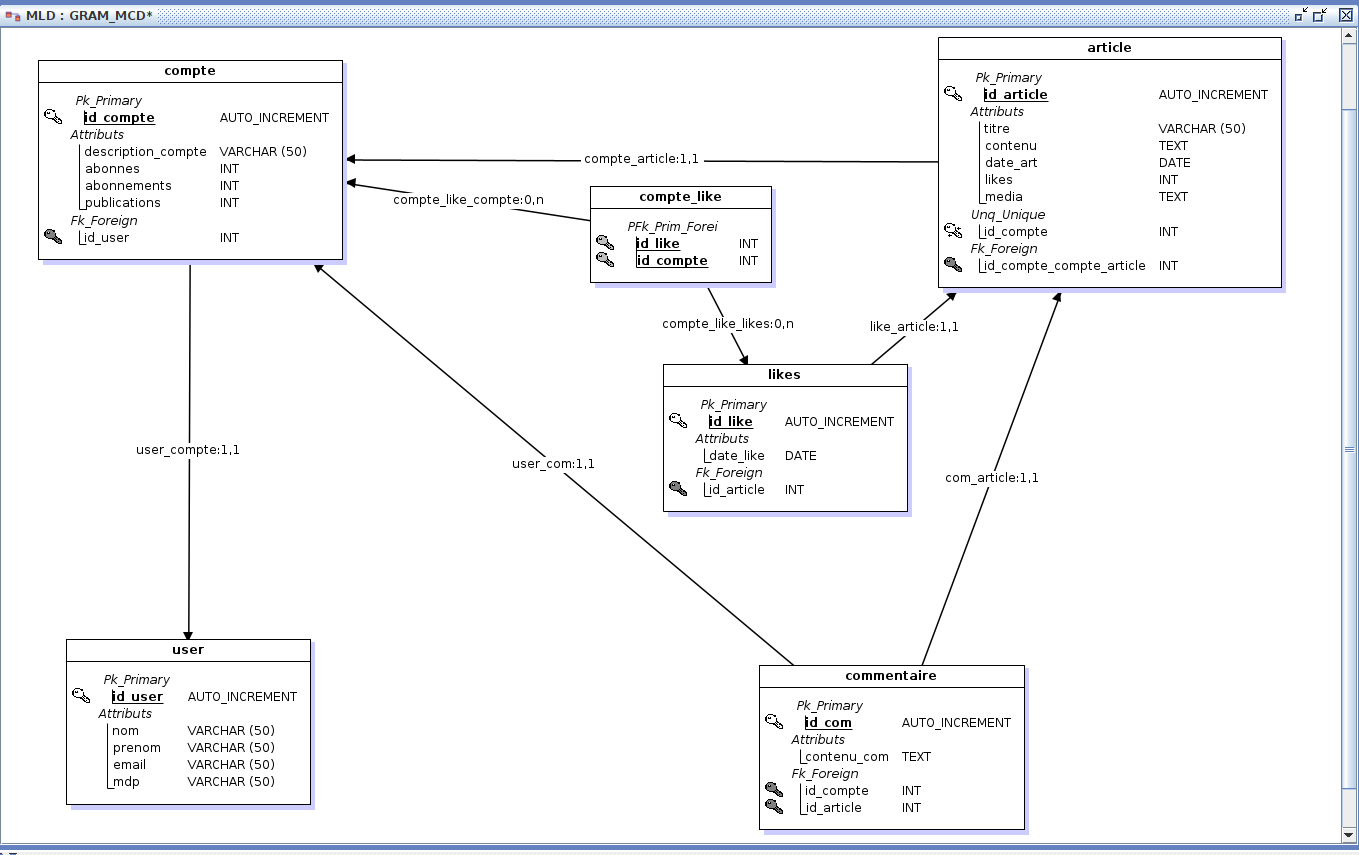 MLD : GRAM_MCD*
compte
Pk_Primary
id_compte AUTO_INCREMENT
Attributs
description_compte VARCHAR (50)
abonnes INT
abonnements INT
publications INT
Fk_Foreign
id_user INT
article
Pk_Primary
id_article AUTO_INCREMENT
Attributs
titre VARCHAR (50)
contenu TEXT
date_art DATE
likes INT
media TEXT
Unq_Unique
id_compte INT
Fk_Foreign
id_compte_compte_article INT
compte_article:1,1
compte_like_compte:0,n
compte_like
PFk_Prim_Forei
id_like INT
id_compte INT
compte_like_likes:0,n
like_article:1,1
likes
Pk_Primary
id_like AUTO_INCREMENT
Attributs
date_like DATE
Fk_Foreign
id_article INT
user_compte:1,1
user_com:1,1
com_article:1,1
user
Pk_Primary
id_user AUTO_INCREMENT
Attributs
nom VARCHAR (50)
prenom VARCHAR (50)
email VARCHAR (50)
mdp VARCHAR (50)
commentaire
Pk_Primary
id_com AUTO_INCREMENT
Attributs
contenu_com TEXT
Fk_Foreign
id_compte INT
id_article INT